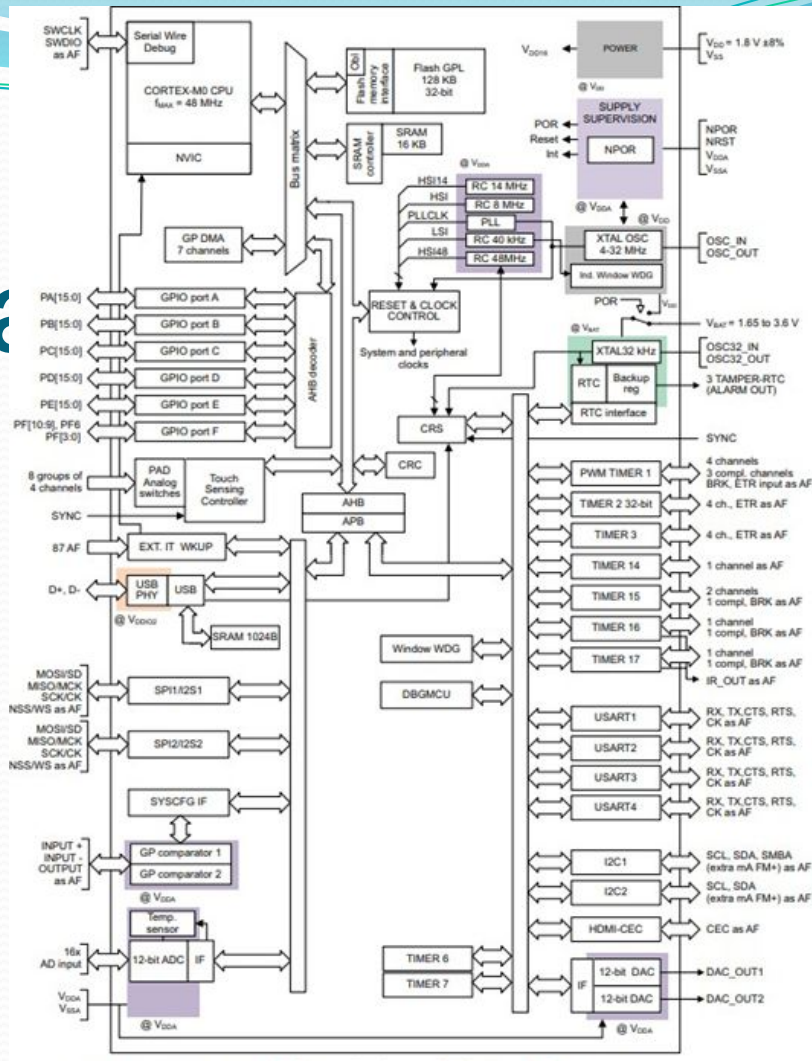 SWCLK
SWDIO
as AF
Serial Wire
Debug
CORTEX-M0 CPU
fMAX = 48 MHz
NVIC
Bus matrix
Obl
Flash
memory
interface
Flash GPL
128 KB
32-bit
SRAM
controller
SRAM
16 KB
VDD18
POWER
VDD = 1.8 V ±8%
VSS
@ VDD
SUPPLY
SUPERVISION
POR
Reset
Int
NPOR
NPOR
NRST
VDDA
VSSA
@ VDDA
@ VDDA
@ VDD
HSI14
HSI
PLLCLK
LSI
HSI48
RC 14 MHz
RC 8 MHz
PLL
RC 40 kHz
RC 48MHz
XTAL OSC
4-32 MHz
OSC_IN
OSC_OUT
Ind. Window WDG
GP DMA
7 channels
RESET & CLOCK
CONTROL
System and peripheral
clocks
POR
VDD
VBAT = 1.65 to 3.6 V
@ VBAT
XTAL32 kHz
OSC32_IN
OSC32_OUT
RTC
Backup
reg
3 TAMPER-RTC
(ALARM OUT)
RTC interface
PA[15:0]
GPIO port A
PB[15:0]
GPIO port B
PC[15:0]
GPIO port C
PD[15:0]
GPIO port D
PE[15:0]
GPIO port E
PF[10:9], PF6
PF[3:0]
GPIO port F
AHB decoder
CRS
SYNC
CRC
8 groups of
4 channels
PAD
Analog
switches
Touch
Sensing
Controller
SYNC
AHB
APB
87 AF
EXT. IT WKUP
D+, D-
USB
PHY
USB
@ VDDIO2
SRAM 1024B
PWM TIMER 1
4 channels
3 compl. channels
BRK, ETR input as AF
TIMER 2 32-bit
4 ch., ETR as AF
TIMER 3
4 ch., ETR as AF
TIMER 14
1 channel as AF
TIMER 15
2 channels
1 compl, BRK as AF
TIMER 16
1 channel
1 compl, BRK as AF
TIMER 17
1 channel
1 compl, BRK as AF
IR_OUT as AF
Window WDG
DBGMCU
MOSI/SD
MISO/MCK
SCK/CK
NSS/WS as AF
SPI1/I2S1
MOSI/SD
MISO/MCK
SCK/CK
NSS/WS as AF
SPI2/I2S2
SYSCFG IF
USART1
RX, TX,CTS, RTS,
CK as AF
USART2
RX, TX,CTS, RTS,
CK as AF
USART3
RX, TX,CTS, RTS,
CK as AF
USART4
RX, TX,CTS, RTS,
CK as AF
INPUT +
INPUT -
OUTPUT
as AF
GP comparator 1
GP comparator 2
@ VDDA
I2C1
SCL, SDA, SMBA
(extra mA FM+) as AF
I2C2
SCL, SDA
(extra mA FM+) as AF
HDMI-CEC
CEC as AF
Temp.
sensor
16x
AD input
12-bit ADC
IF
VDDA
VSSA
@ VDDA
TIMER 6
TIMER 7
IF
12-bit DAC
12-bit DAC
DAC_OUT1
DAC_OUT2
@ VDDA